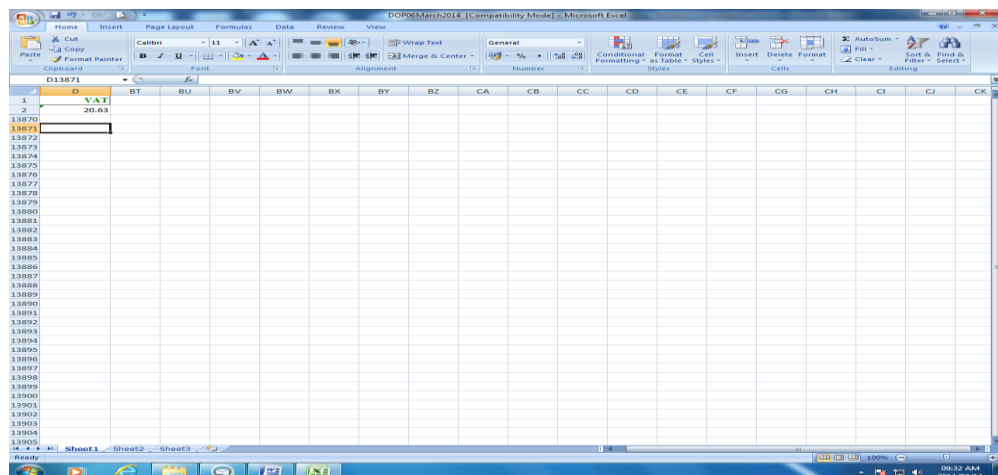 DOP06March2014 [Compatibility Mode] - Microsoft Excel
Home Insert Page Layout Formulas Data Review View
Paste
Cut
Copy
Format Painter
Clipboard
Calibri 11 A A
B I U A
Font
Wrap Text
Merge & Center
Alignment
General
% ,
Number
Conditional Formatting
Format as Table
Cell Styles
Styles
Insert Delete Format
Cells
Σ AutoSum
Fill
Clear
Sort & Filter
Find & Select
Editing
D13871 fx
D BT BU BV BW BX BY BZ CA CB CC CD CE CF CG CH CI CJ CK
1 VAT
2 20.63
13870
13871
13872
13873
13874
13875
13876
13877
13878
13879
13880
13881
13882
13883
13884
13885
13886
13887
13888
13889
13890
13891
13892
13893
13894
13895
13896
13897
13898
13899
13900
13901
13902
13903
13904
13905
Sheet1 Sheet2 Sheet3
Ready 100%
09:32 AM